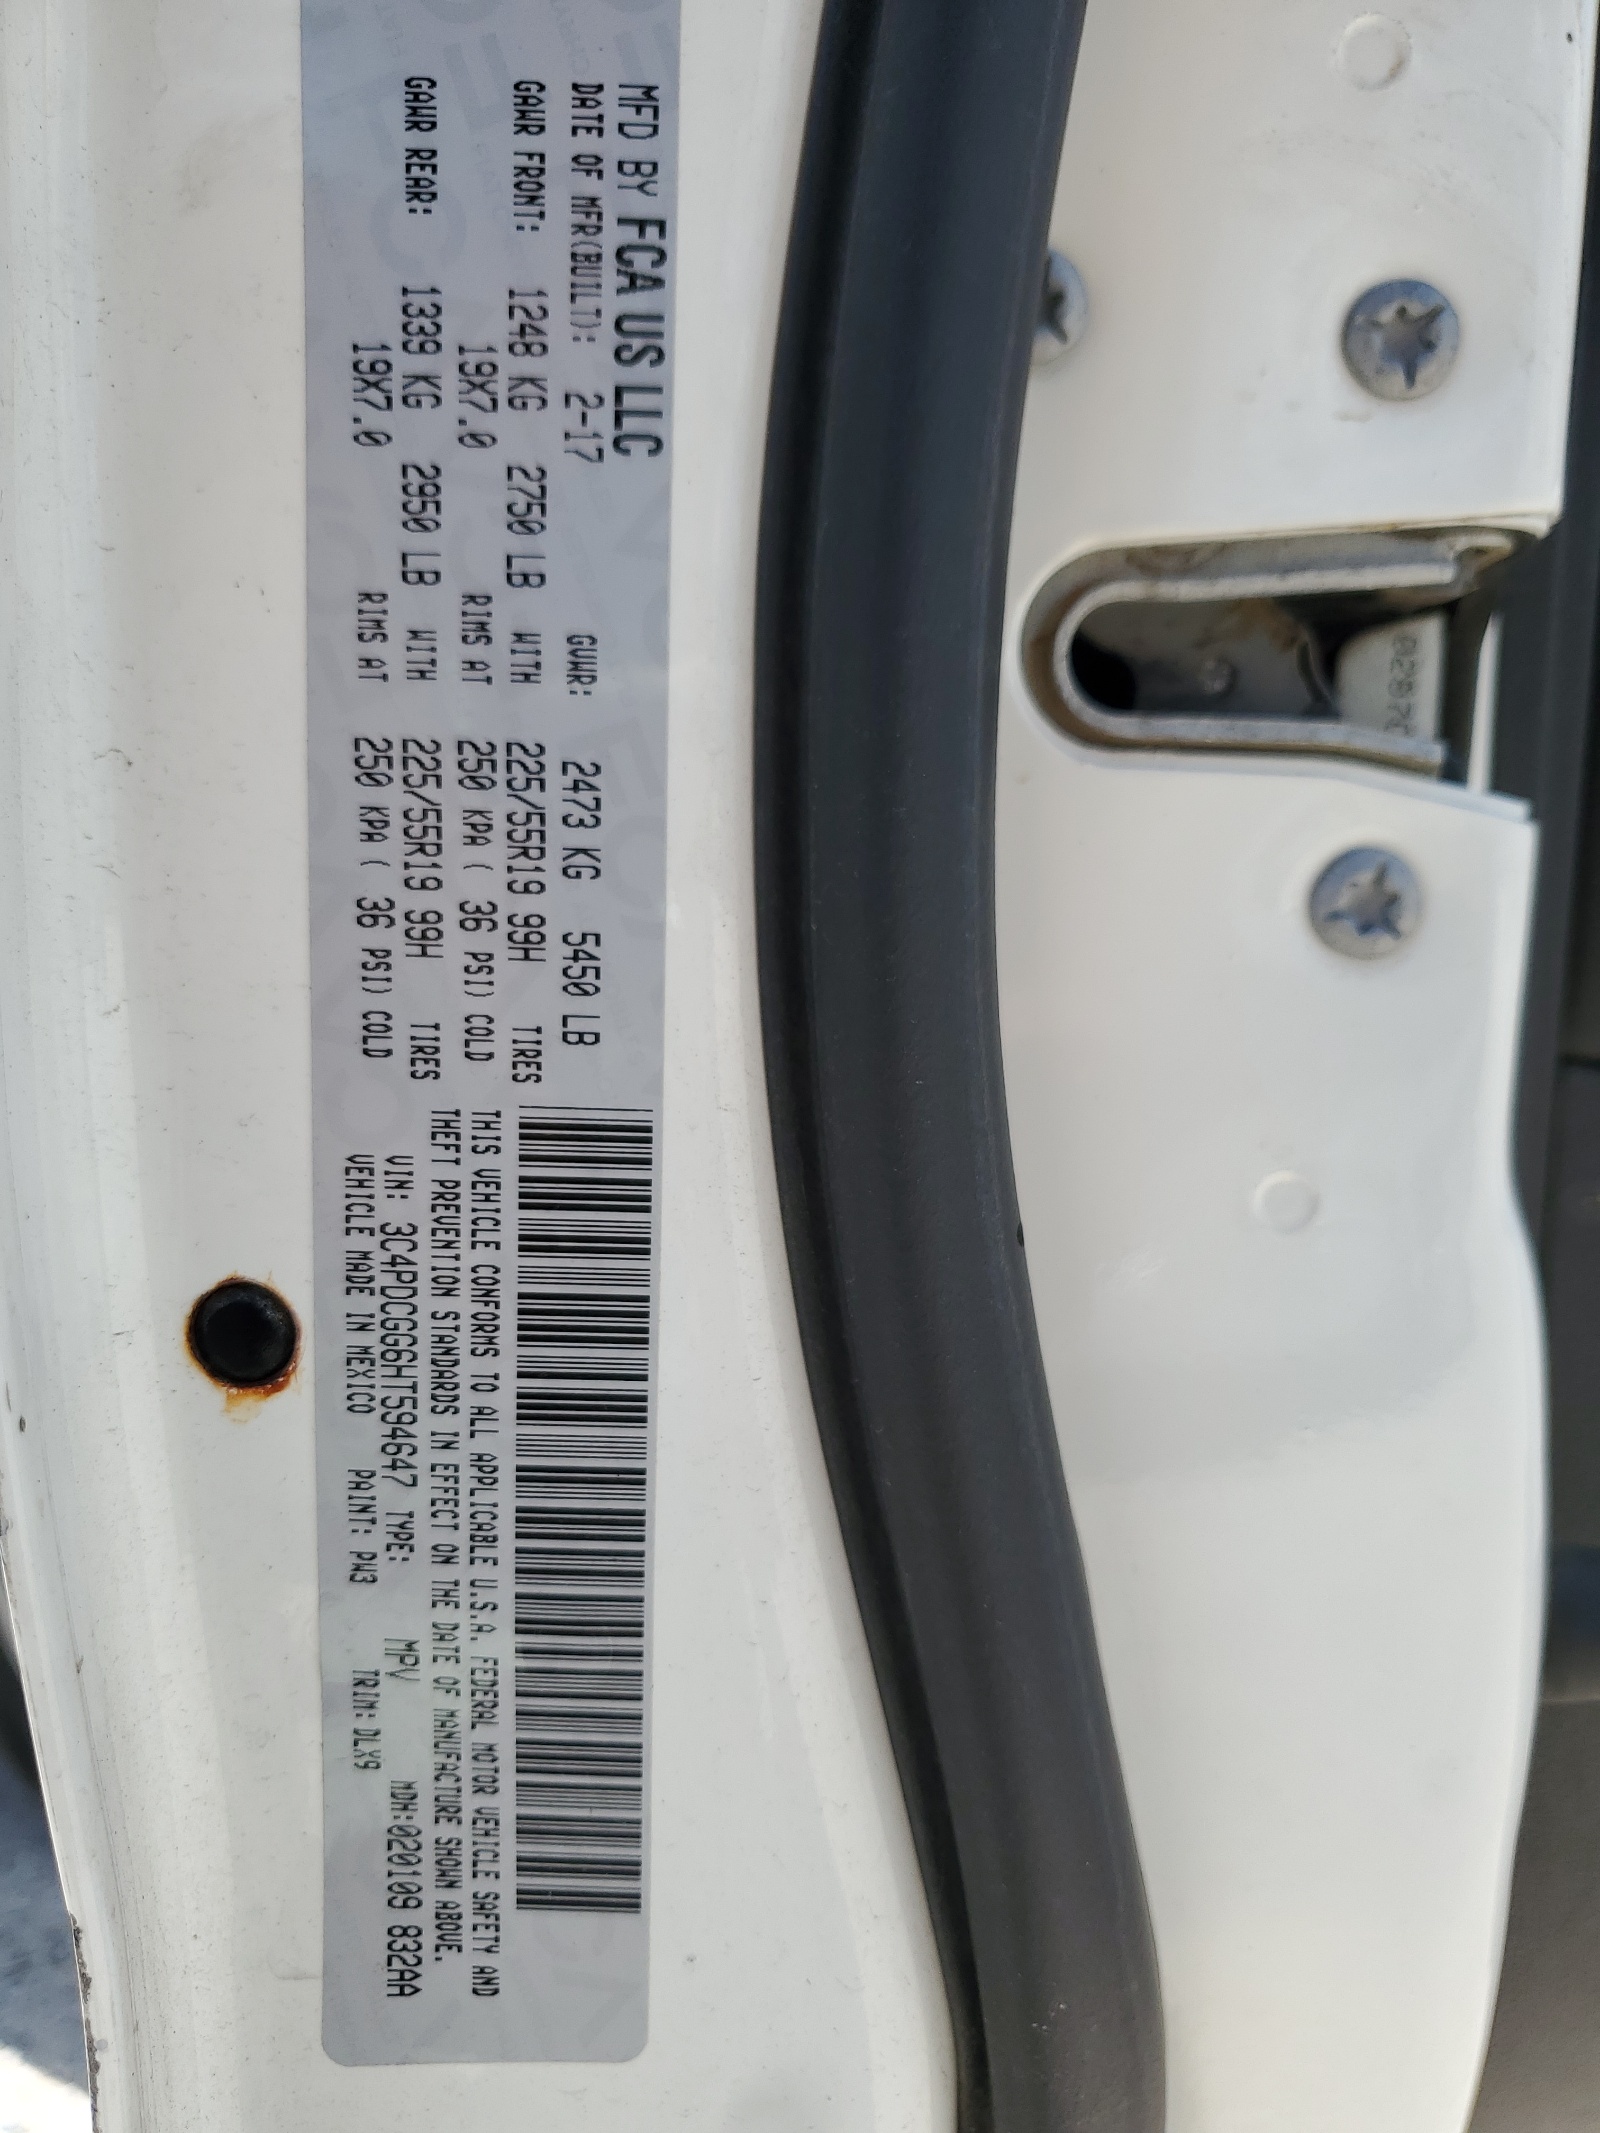 MFD BY FCA US LLC
DATE OF MFR(BUILT): 2-17 GVWR: 2473 KG 5450 LB
GAWR FRONT: 1248 KG 2750 LB WITH 225/55R19 99H TIRES
19X7.0 RIMS AT 250 KPA ( 36 PSI) COLD
GAWR REAR: 1339 KG 2950 LB WITH 225/55R19 99H TIRES
19X7.0 RIMS AT 250 KPA ( 36 PSI) COLD
THIS VEHICLE CONFORMS TO ALL APPLICABLE U.S.A. FEDERAL MOTOR VEHICLE SAFETY AND
THEFT PREVENTION STANDARDS IN EFFECT ON THE DATE OF MANUFACTURE SHOWN ABOVE.
VIN: 3C4PDCGG6HT594647 TYPE: MPV MDH:020109 832AA
VEHICLE MADE IN MEXICO PAINT: PW3 TRIM: DLX9